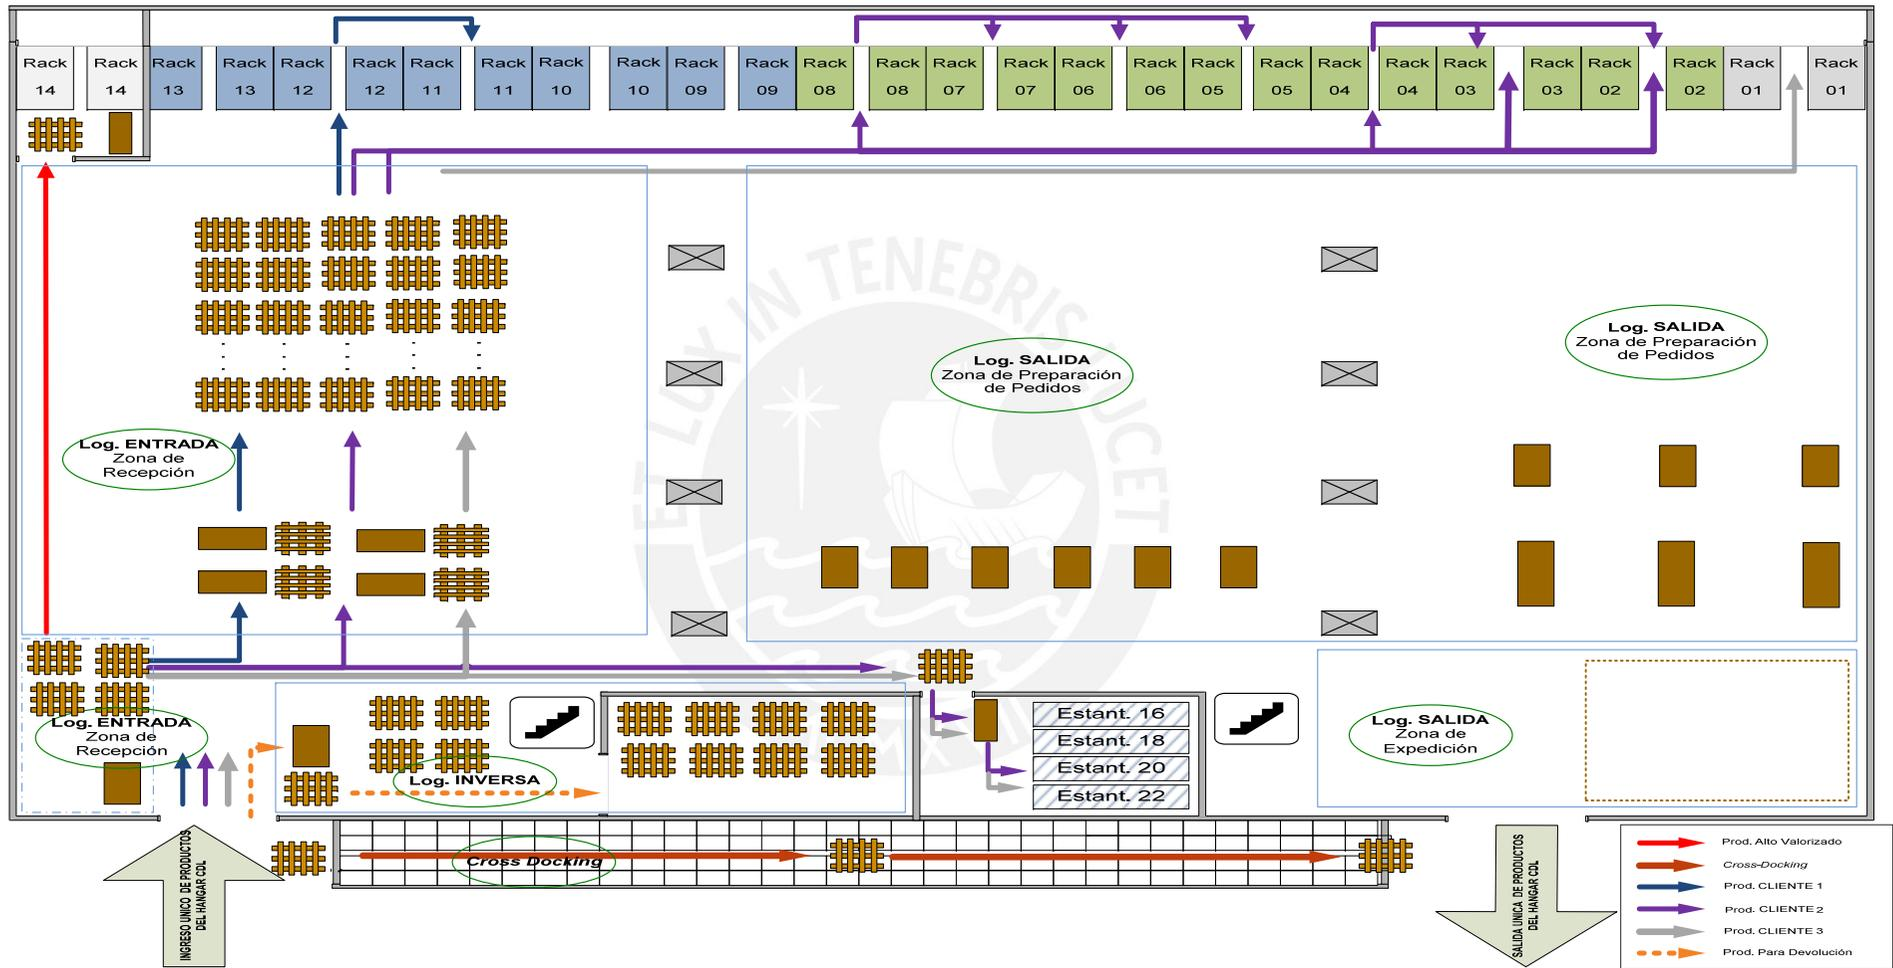 Rack Rack Rack Rack Rack Rack Rack Rack Rack Rack Rack Rack Rack Rack Rack Rack Rack Rack Rack Rack Rack Rack Rack Rack Rack Rack Rack Rack
14 14 13 13 12 12 11 11 10 10 09 09 08 08 07 07 06 06 05 05 04 04 03 03 02 02 01 01
ET LUX IN TENEBRIS LUCET
Log. SALIDA
Zona de Preparación
de Pedidos
Log. SALIDA
Zona de Preparación
de Pedidos
Log. ENTRADA
Zona de
Recepción
Log. ENTRADA
Zona de
Recepción
Log. INVERSA
Estant. 16
Estant. 18
Estant. 20
Estant. 22
Log. SALIDA
Zona de
Expedición
Cross Docking
INGRESO UNICO DE PRODUCTOS
DEL HANGAR CDL
SALIDA UNICA DE PRODUCTOS
DEL HANGAR CDL
Prod. Alto Valorizado
Cross-Docking
Prod. CLIENTE 1
Prod. CLIENTE 2
Prod. CLIENTE 3
Prod. Para Devolución